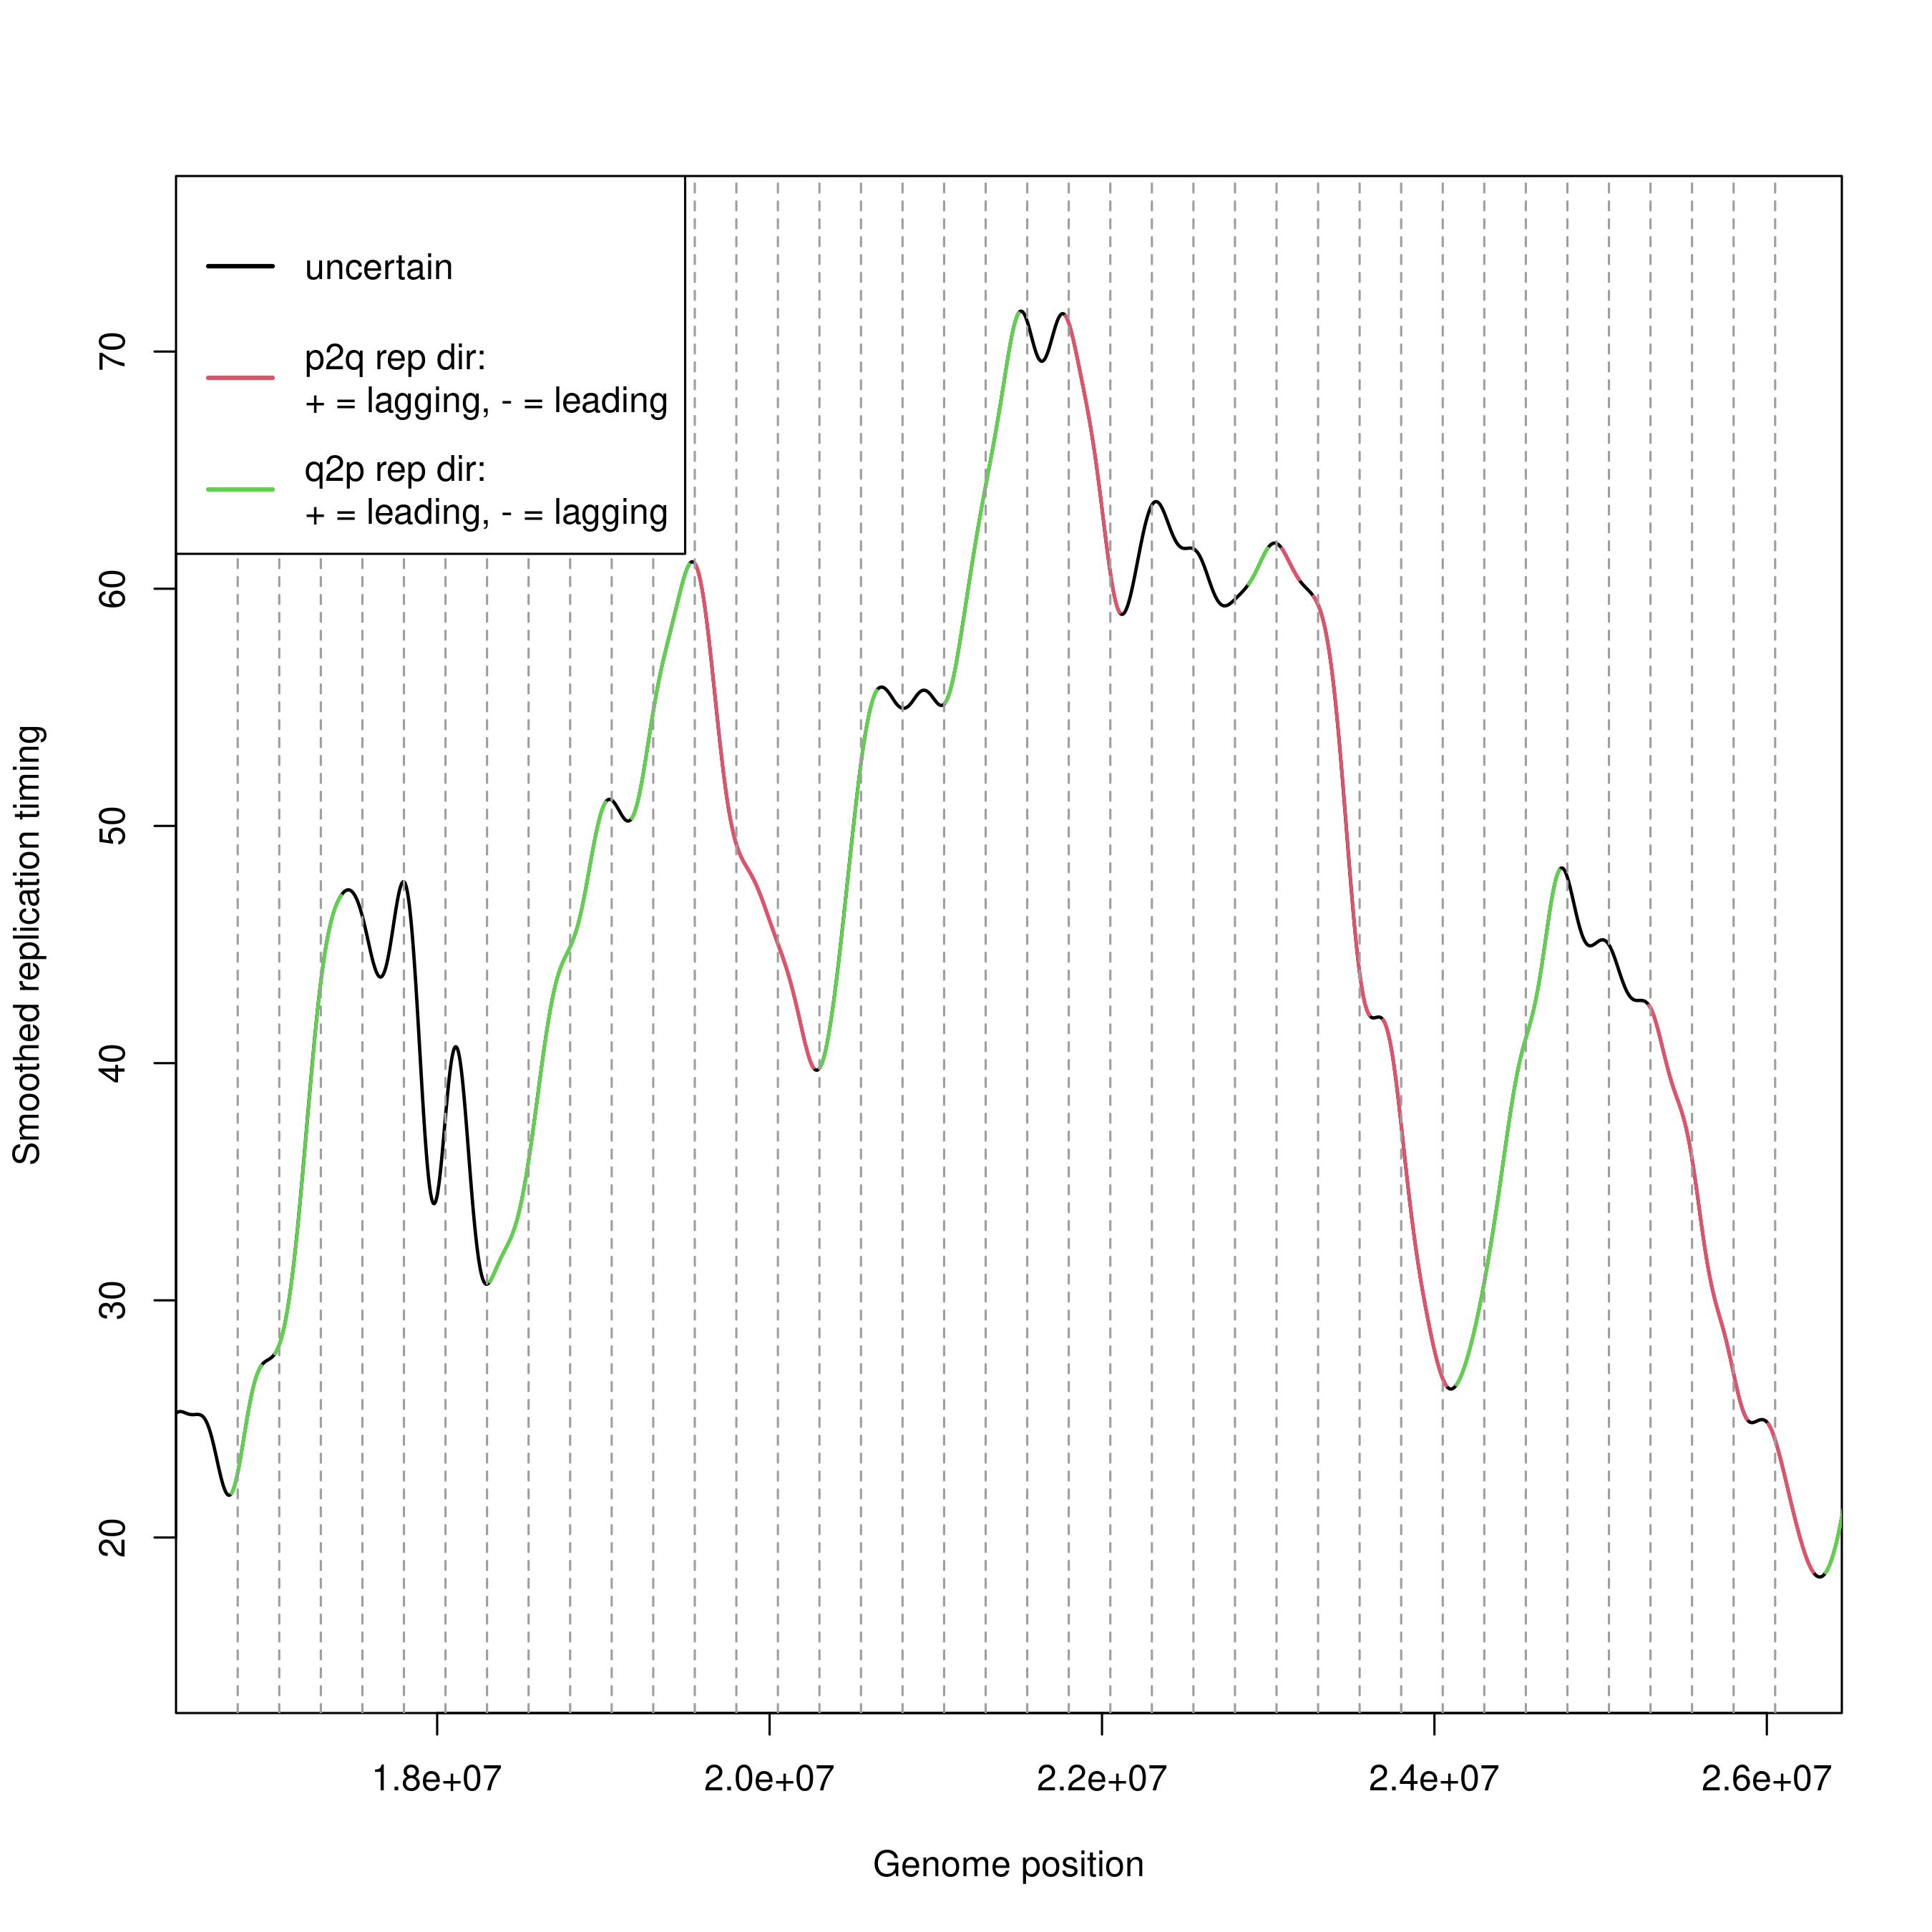 uncertain
p2q rep dir:
+ = lagging, - = leading
q2p rep dir:
+ = leading, - = lagging
70
60
50
40
30
20
Smoothed replication timing
1.8e+07 2.0e+07 2.2e+07 2.4e+07 2.6e+07
Genome position